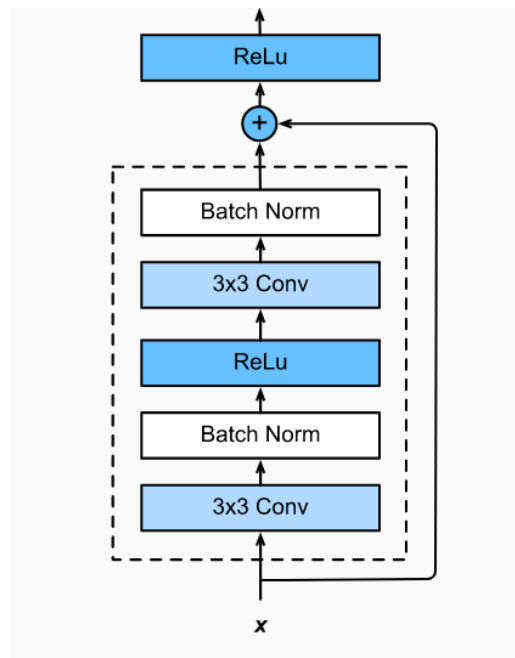 ReLu
+
Batch Norm
3x3 Conv
ReLu
Batch Norm
3x3 Conv
x